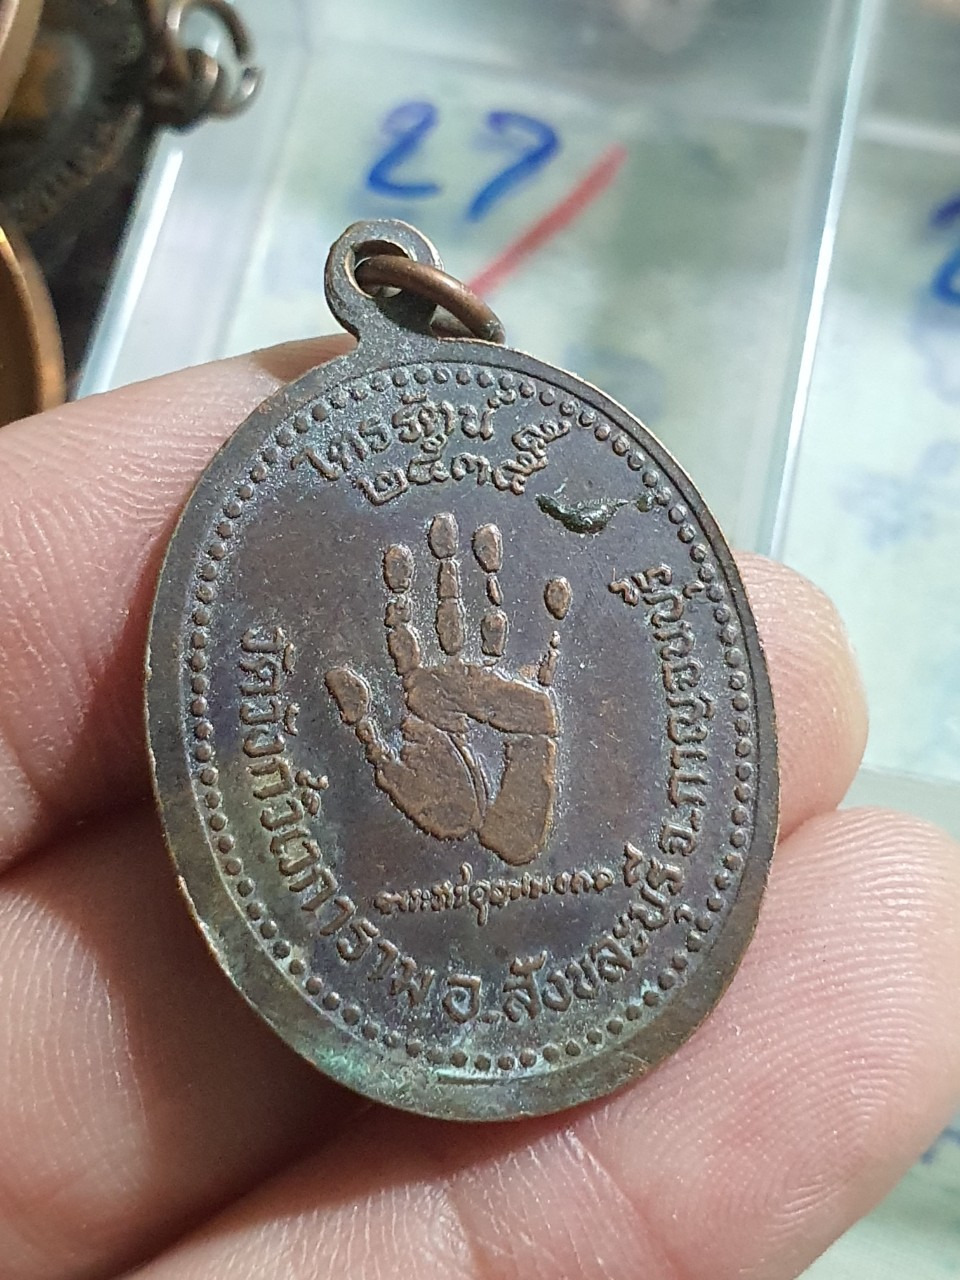 27
ไทรรัตน์
๒๕๓๕
วัดวังก์วิเวการาม อ.สังขละบุรี จ.กาญจนบุรี